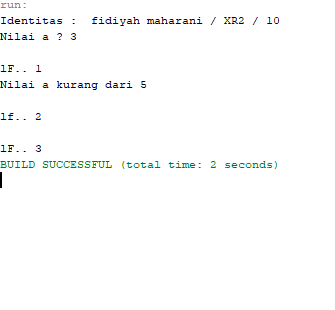 run:
Identitas :  fidiyah maharani / XR2 / 10
Nilai a ? 3
lF.. 1
Nilai a kurang dari 5
lf.. 2
lF.. 3
BUILD SUCCESSFUL (total time: 2 seconds)